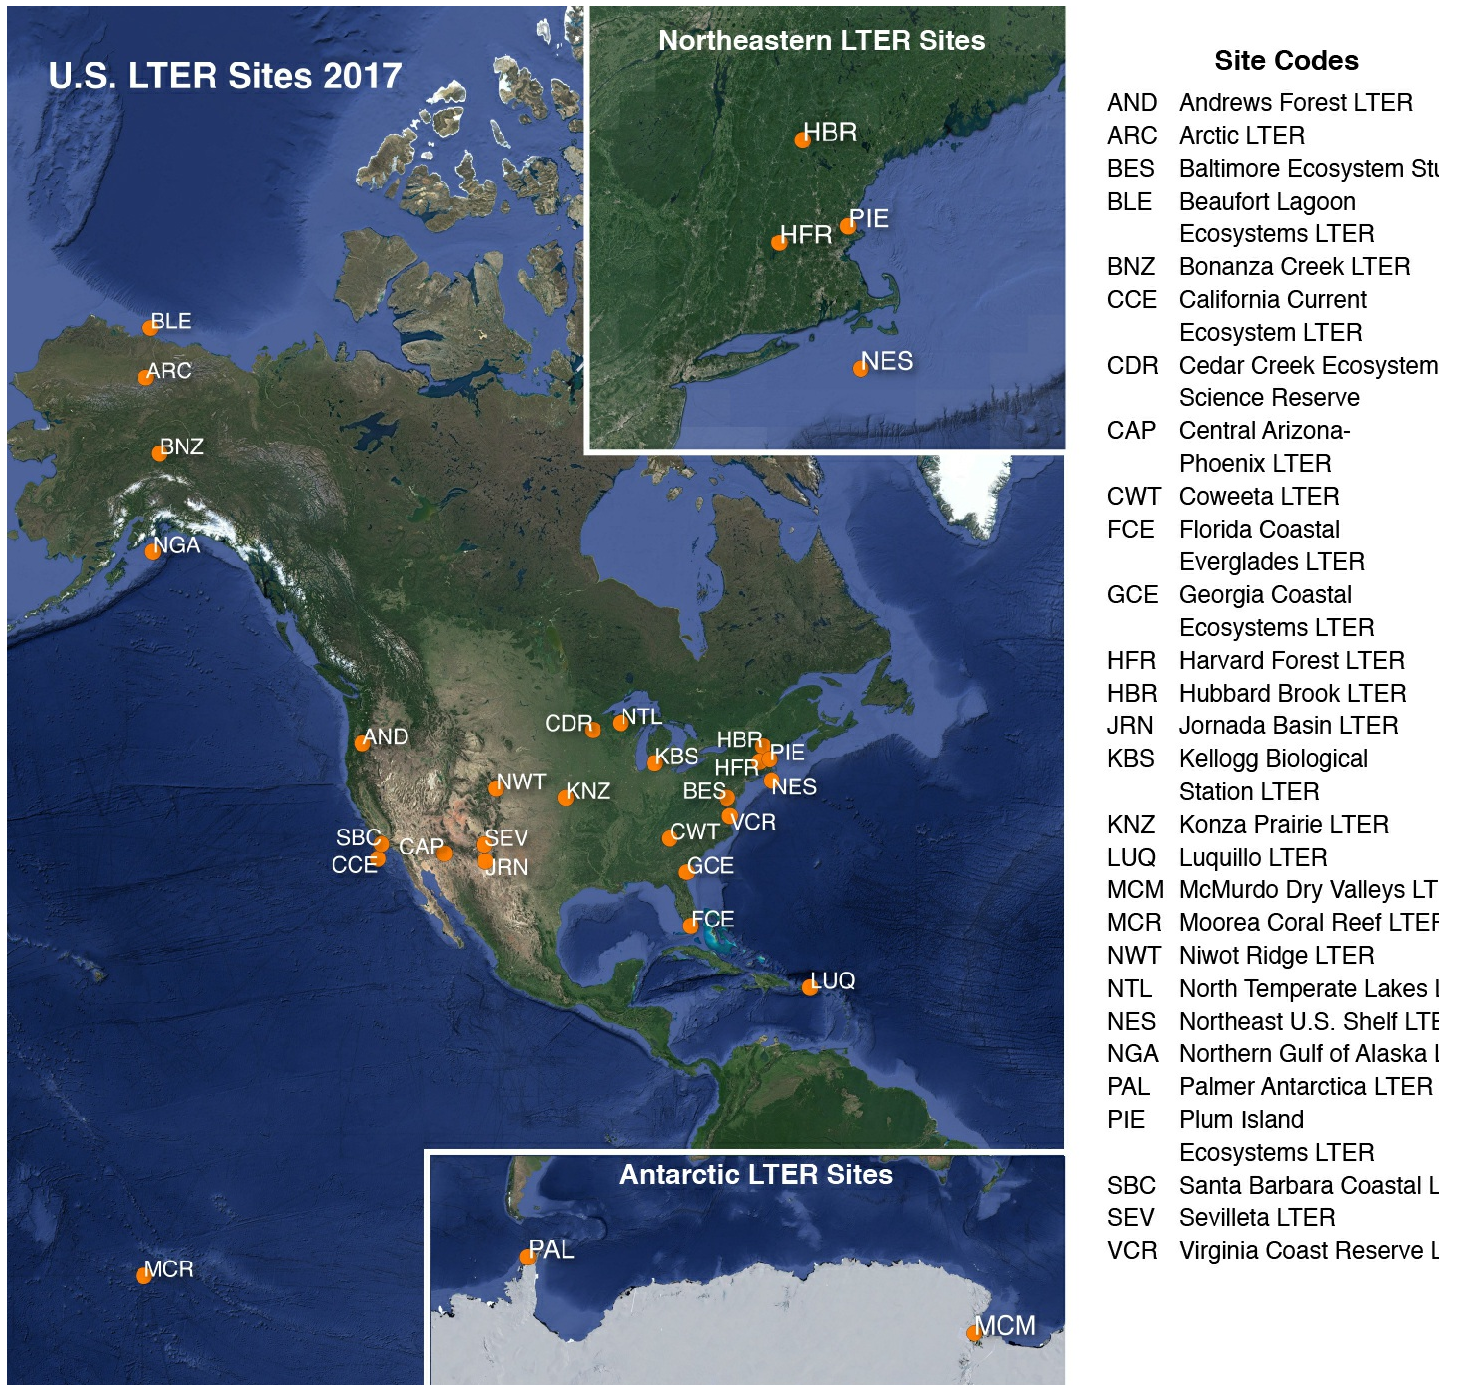 U.S. LTER Sites 2017
BLE
ARC
BNZ
NGA
AND
CDR
NTL
KBS
HBR
PIE
HFR
NES
NWT
KNZ
BES
VCR
SBC
CAP
SEV
CWT
CCE
JRN
GCE
FCE
LUQ
MCR
Northeastern LTER Sites
HBR
PIE
HFR
NES
Antarctic LTER Sites
PAL
MCM
Site Codes
AND Andrews Forest LTER
ARC Arctic LTER
BES Baltimore Ecosystem Stu
BLE Beaufort Lagoon
Ecosystems LTER
BNZ Bonanza Creek LTER
CCE California Current
Ecosystem LTER
CDR Cedar Creek Ecosystem
Science Reserve
CAP Central Arizona-
Phoenix LTER
CWT Coweeta LTER
FCE Florida Coastal
Everglades LTER
GCE Georgia Coastal
Ecosystems LTER
HFR Harvard Forest LTER
HBR Hubbard Brook LTER
JRN Jornada Basin LTER
KBS Kellogg Biological
Station LTER
KNZ Konza Prairie LTER
LUQ Luquillo LTER
MCM McMurdo Dry Valleys LT
MCR Moorea Coral Reef LTER
NWT Niwot Ridge LTER
NTL North Temperate Lakes L
NES Northeast U.S. Shelf LTE
NGA Northern Gulf of Alaska L
PAL Palmer Antarctica LTER
PIE Plum Island
Ecosystems LTER
SBC Santa Barbara Coastal L
SEV Sevilleta LTER
VCR Virginia Coast Reserve L